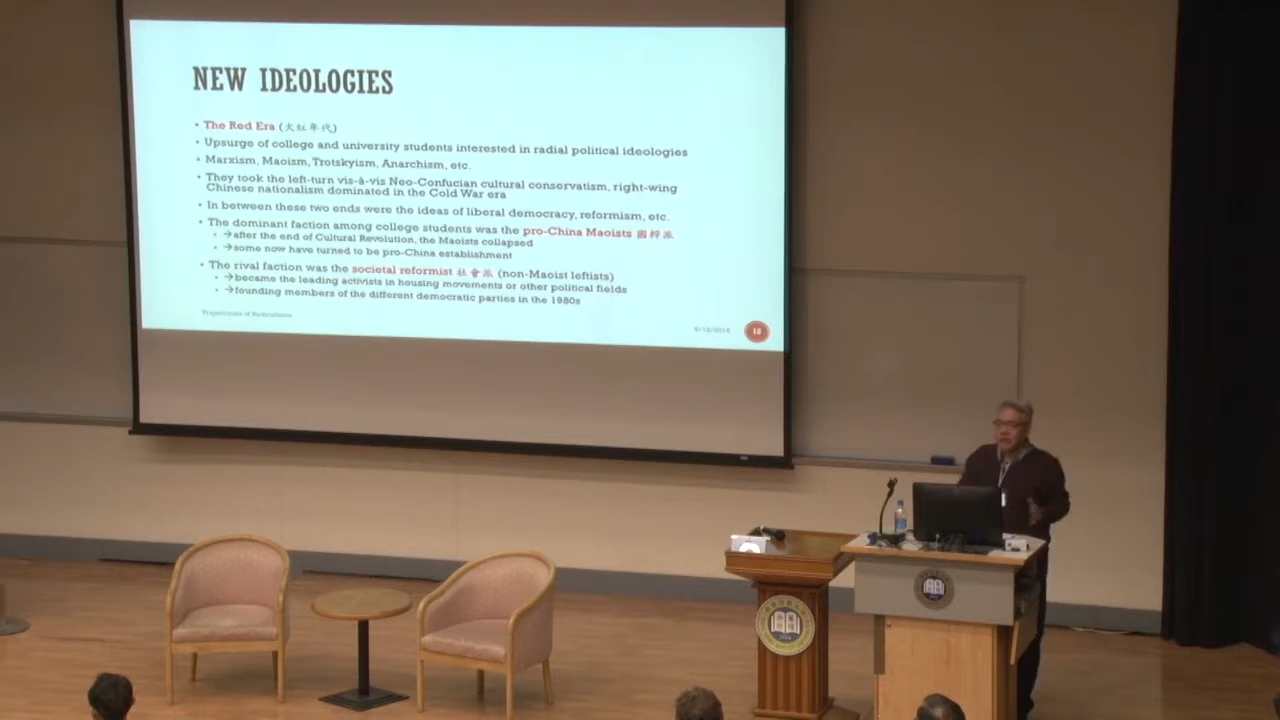 NEW IDEOLOGIES
• The Red Era (火紅年代)
• Upsurge of college and university students interested in radial political ideologies
• Marxism, Maoism, Trotskyism, Anarchism, etc.
• They took the left-turn vis-à-vis Neo-Confucian cultural conservatism, right-wing
Chinese nationalism dominated in the Cold War era
• In between these two ends were the ideas of liberal democracy, reformism, etc.
• The dominant faction among college students was the pro-China Maoists 國粹派
• →after the end of Cultural Revolution, the Maoists collapsed
• →some now have turned to be pro-China establishment
• The rival faction was the societal reformist 社會派 (non-Maoist leftists)
• →became the leading activists in housing movements or other political fields
• →founding members of the different democratic parties in the 1980s